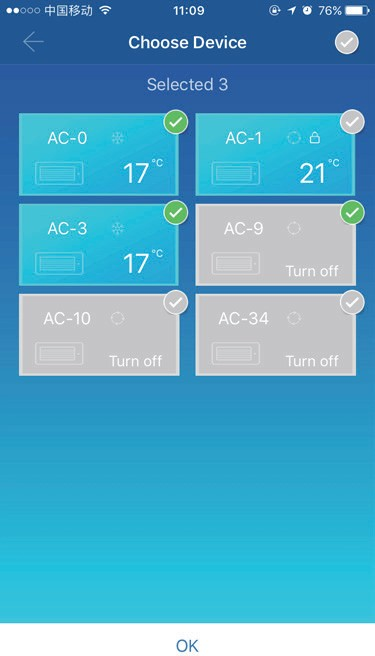 中国移动 11:09 76%
Choose Device
Selected 3
AC-0
17°C
AC-1
21°C
AC-3
17°C
AC-9
Turn off
AC-10
Turn off
AC-34
Turn off
OK